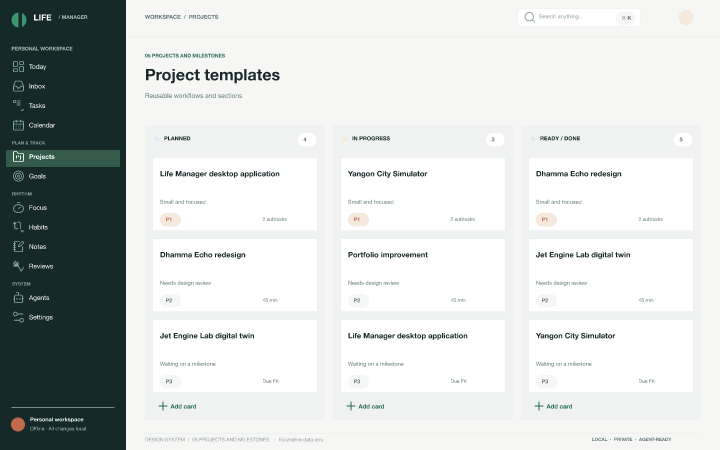 LIFE / MANAGER
PERSONAL WORKSPACE
Today
Inbox
Tasks
Calendar
PLAN & TRACK
Projects
Goals
RHYTHM
Focus
Habits
Notes
Reviews
SYSTEM
Agents
Settings
Personal workspace
Offline · All changes local
WORKSPACE / PROJECTS
Search anything...
⌘ K
05 PROJECTS AND MILESTONES
Project templates
Reusable workflows and sections
PLANNED 4
Life Manager desktop application
Small and focused
P1 2 subtasks
Dhamma Echo redesign
Needs design review
P2 45 min
Jet Engine Lab digital twin
Waiting on a milestone
P3 Due Fri
+ Add card
IN PROGRESS 3
Yangon City Simulator
Small and focused
P1 2 subtasks
Portfolio improvement
Needs design review
P2 45 min
Life Manager desktop application
Waiting on a milestone
P3 Due Fri
+ Add card
READY / DONE 5
Dhamma Echo redesign
Small and focused
P1 2 subtasks
Jet Engine Lab digital twin
Needs design review
P2 45 min
Yangon City Simulator
Waiting on a milestone
P3 Due Fri
+ Add card
DESIGN SYSTEM / 05 PROJECTS AND MILESTONES · Illustrative data only
LOCAL · PRIVATE · AGENT-READY